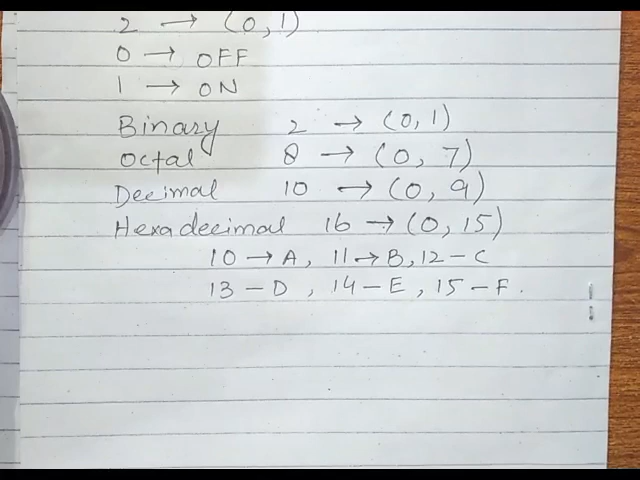 2 → (0,1)
0 → OFF
1 → ON
Binary 2 → (0,1)
Octal 8 → (0, 7)
Decimal 10 → (0, 9)
Hexadecimal 16 → (0, 15)
10 → A, 11 → B, 12 - C
13 - D, 14 - E, 15 - F.